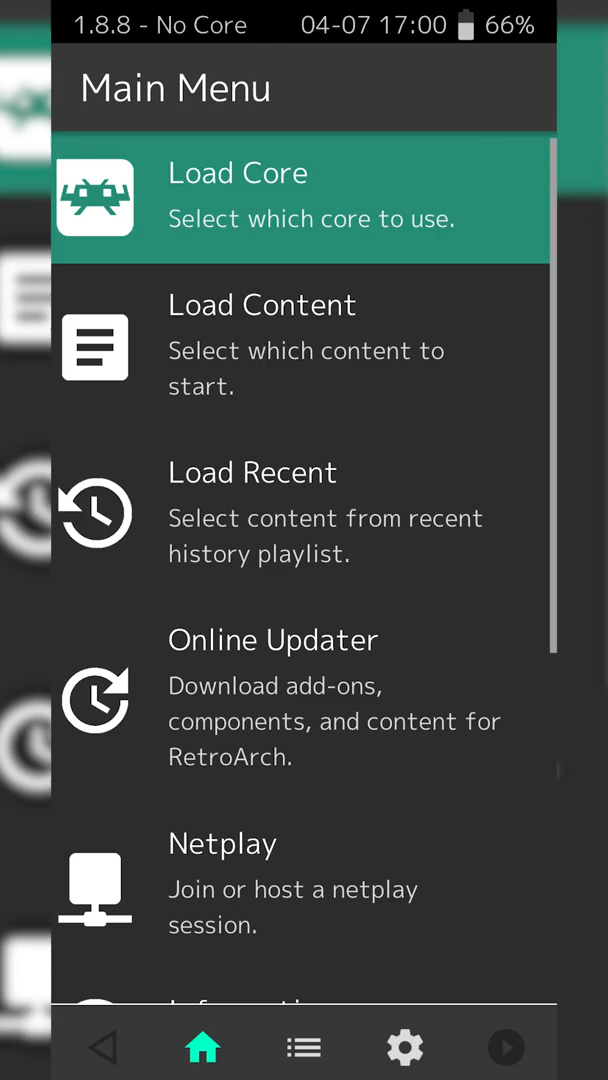 1.8.8 - No Core 04-07 17:00 66%
Main Menu
Load Core
Select which core to use.
Load Content
Select which content to
start.
Load Recent
Select content from recent
history playlist.
Online Updater
Download add-ons,
components, and content for
RetroArch.
Netplay
Join or host a netplay
session.